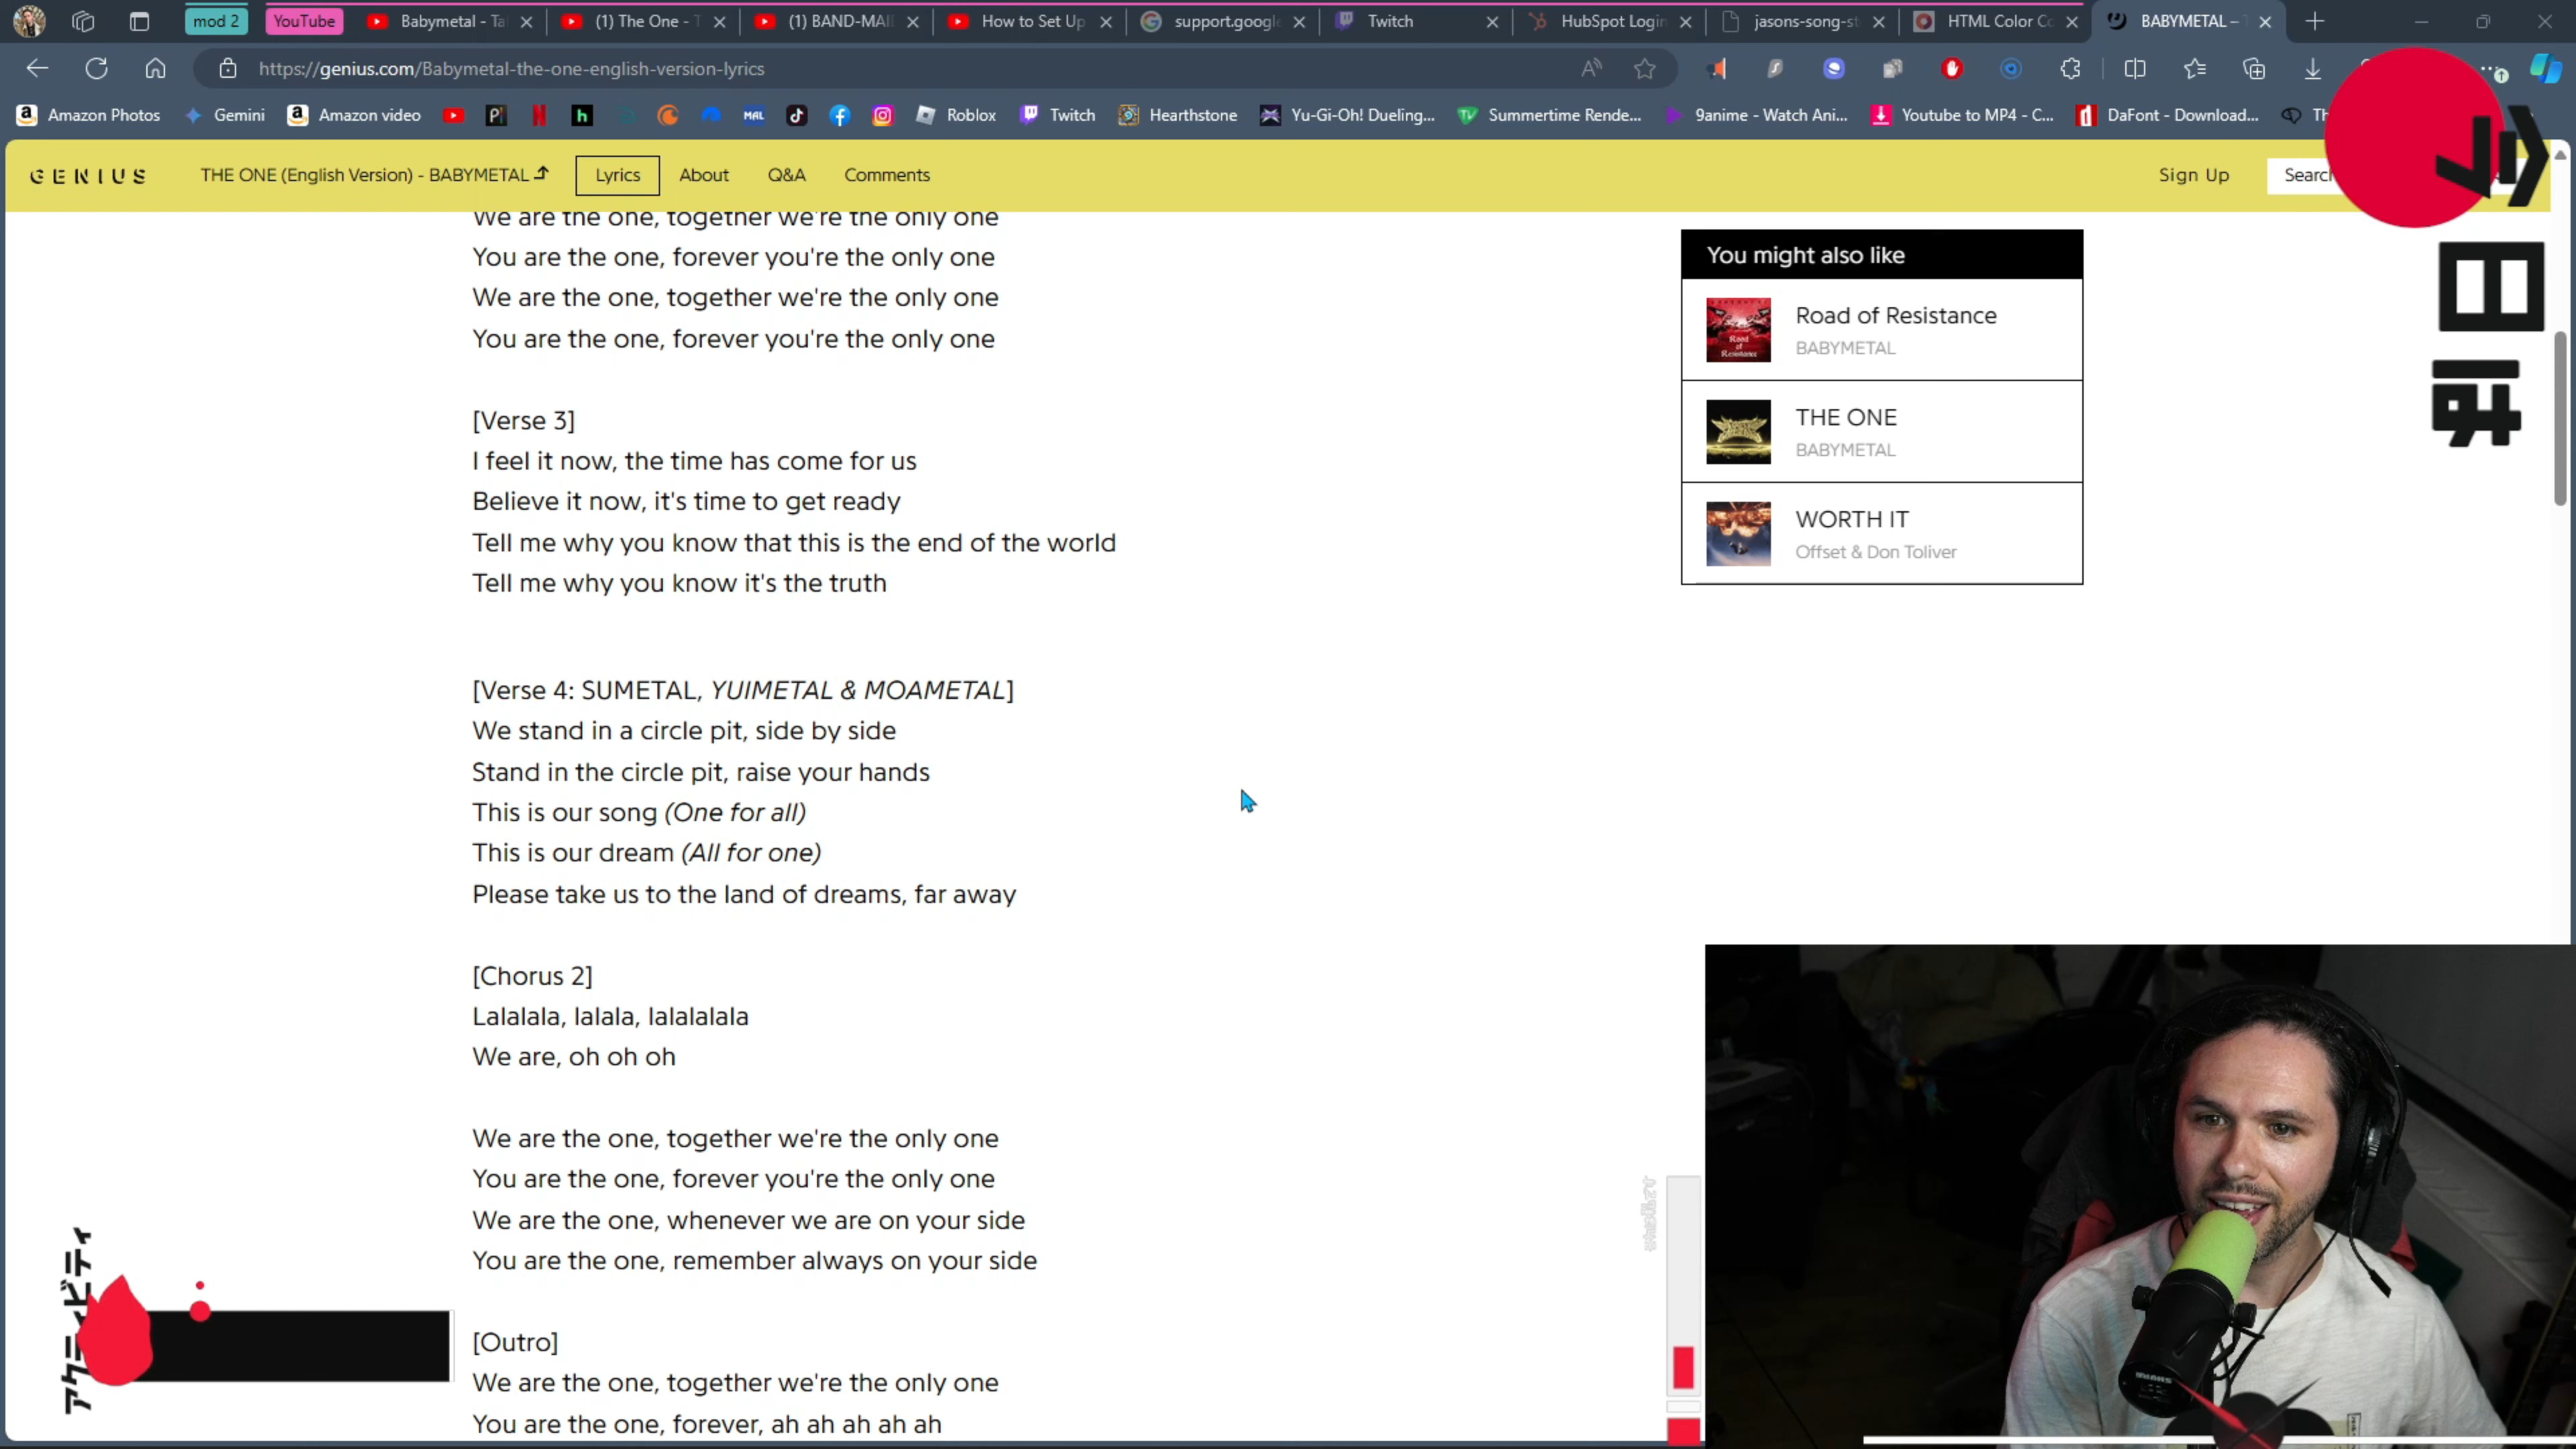 mod 2
YouTube
Babymetal - Ta
(1) The One - T
(1) BAND-MAI
How to Set Up
support.google
Twitch
HubSpot Login
jasons-song-st
HTML Color Co
BABYMETAL – T
https://genius.com/Babymetal-the-one-english-version-lyrics
Amazon Photos
Gemini
Amazon video
MAL
Roblox
Twitch
Hearthstone
Yu-Gi-Oh! Dueling...
Summertime Rende...
9anime - Watch Ani...
Youtube to MP4 - C...
DaFont - Download...
GENIUS
THE ONE (English Version) - BABYMETAL
Lyrics
About
Q&A
Comments
Sign Up
Search
We are the one, together we're the only one
You are the one, forever you're the only one
We are the one, together we're the only one
You are the one, forever you're the only one
[Verse 3]
I feel it now, the time has come for us
Believe it now, it's time to get ready
Tell me why you know that this is the end of the world
Tell me why you know it's the truth
[Verse 4: SUMETAL, YUIMETAL & MOAMETAL]
We stand in a circle pit, side by side
Stand in the circle pit, raise your hands
This is our song (One for all)
This is our dream (All for one)
Please take us to the land of dreams, far away
[Chorus 2]
Lalalala, lalala, lalalalala
We are, oh oh oh
We are the one, together we're the only one
You are the one, forever you're the only one
We are the one, whenever we are on your side
You are the one, remember always on your side
[Outro]
We are the one, together we're the only one
You are the one, forever, ah ah ah ah ah
You might also like
Road of Resistance
BABYMETAL
THE ONE
BABYMETAL
WORTH IT
Offset & Don Toliver
アクティビティ